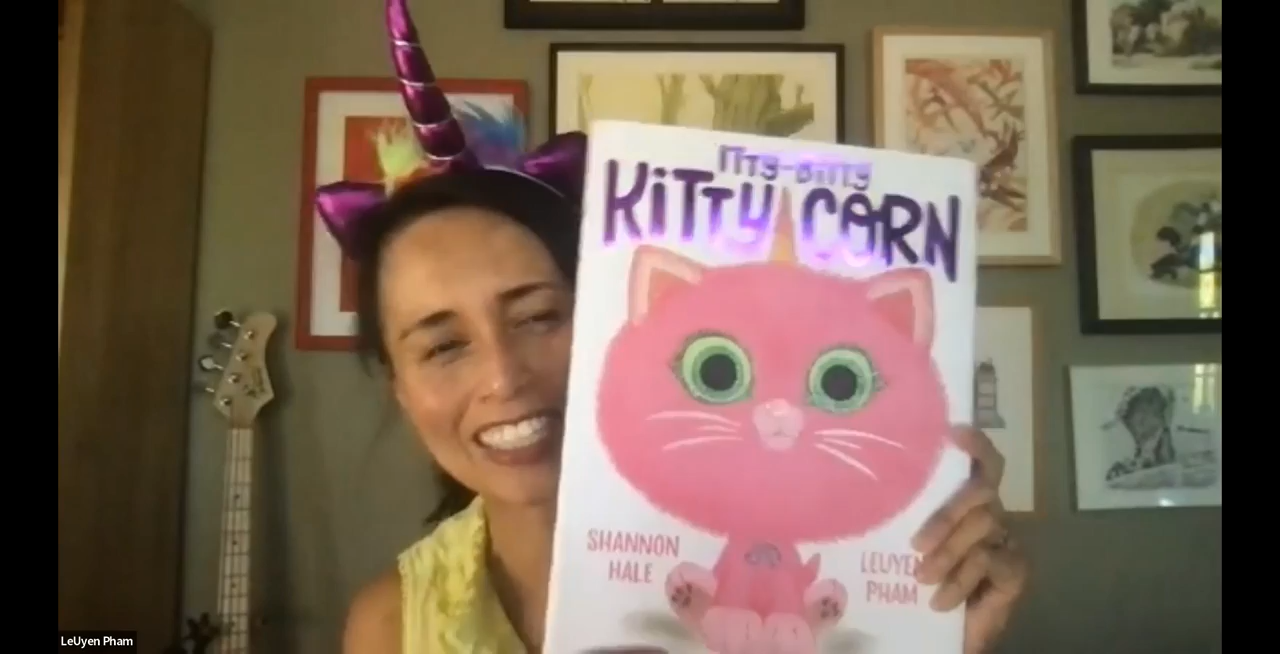 Itty-Bitty
KiTTY CORN
SHANNON
HALE
LEUYEN
PHAM
LeUyen Pham